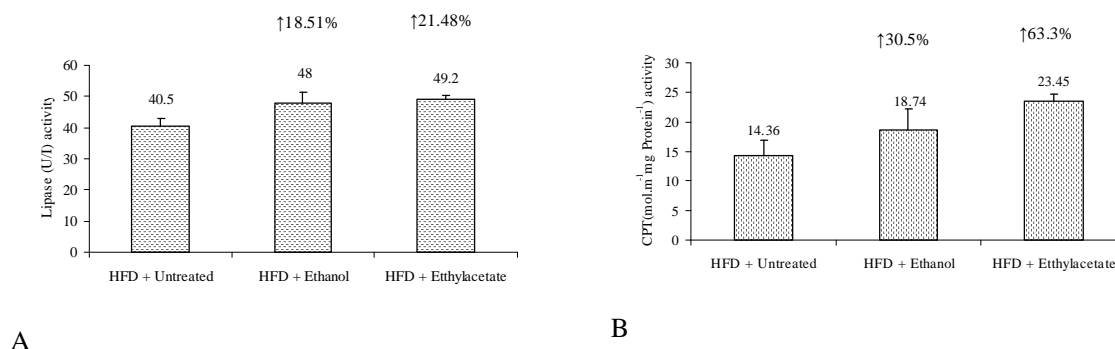 ↑18.51%
↑21.48%
60
50
40
30
20
10
0
Lipase (U/I) activity
40.5
48
49.2
HFD + Untreated
HFD + Ethanol
HFD + Etthylacetate
A
↑30.5%
↑63.3%
30
25
20
15
10
5
0
CPT(mol.m⁻¹mg Protein⁻¹) activity
14.36
18.74
23.45
HFD + Untreated
HFD + Ethanol
HFD + Etthylacetate
B